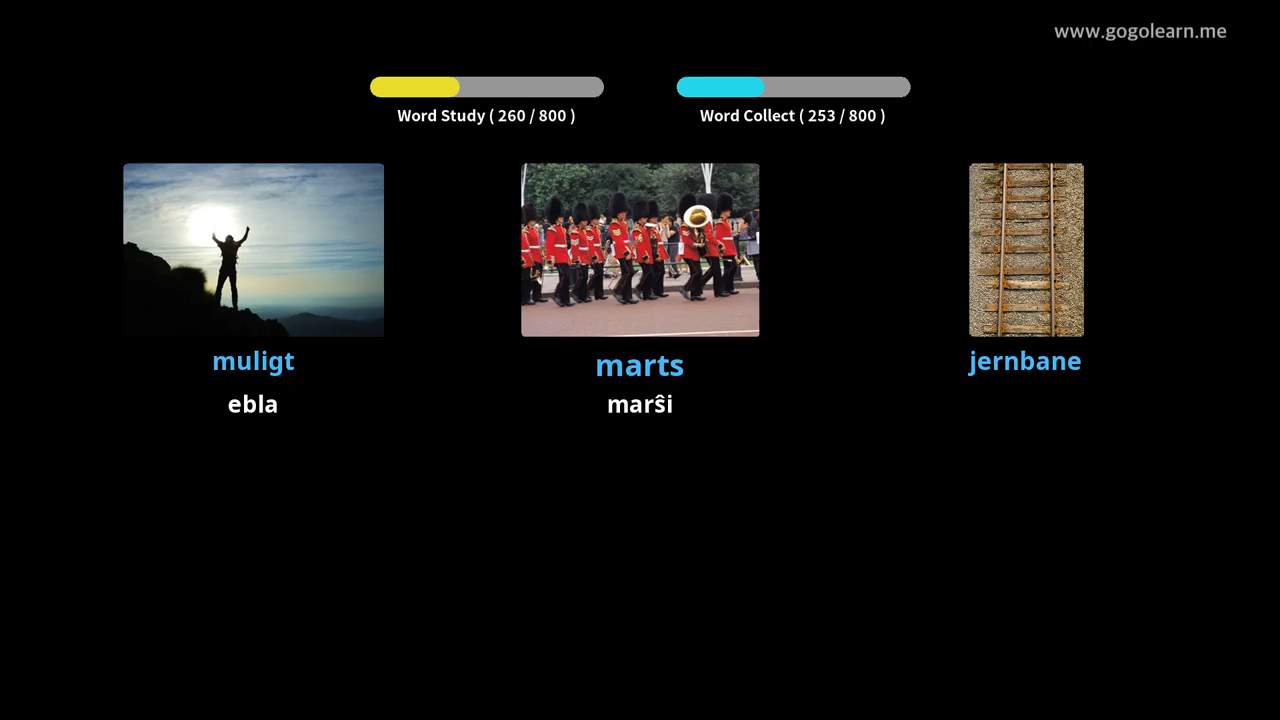 www.gogolearn.me
Word Study ( 260 / 800 )
Word Collect ( 253 / 800 )
muligt
marts
jernbane
ebla
marŝi